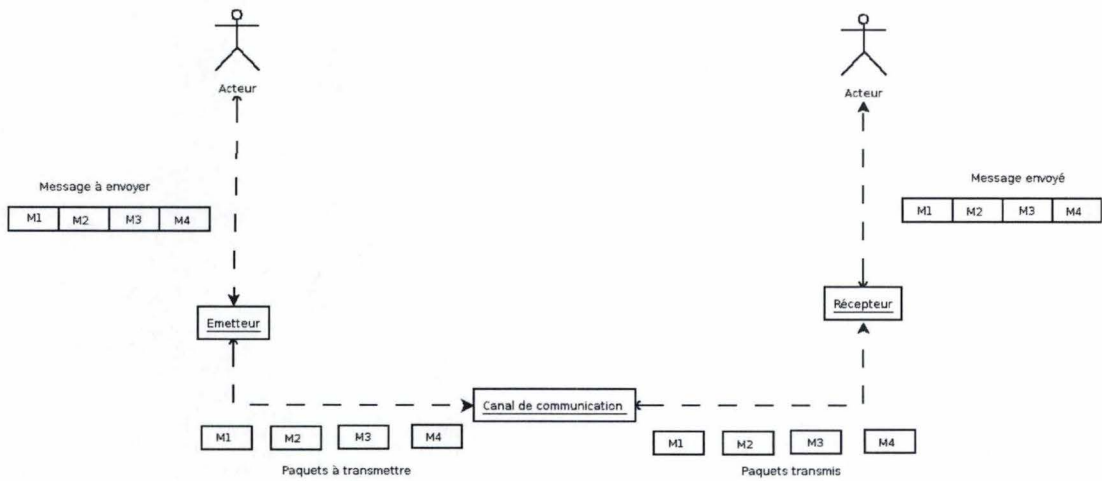 Acteur
Acteur
Message à envoyer
Message envoyé
M1 M2 M3 M4
M1 M2 M3 M4
Emetteur
Récepteur
Canal de communication
M1 M2 M3 M4
M1 M2 M3 M4
Paquets à transmettre
Paquets transmis